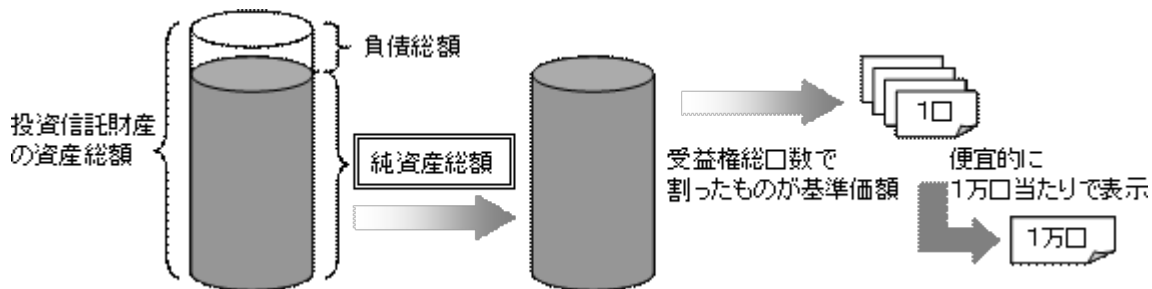 負債総額
投資信託財産
の資産総額
純資産総額
受益権総口数で
割ったものが基準価額
1口
便宜的に
1万口当たりで表示
1万口